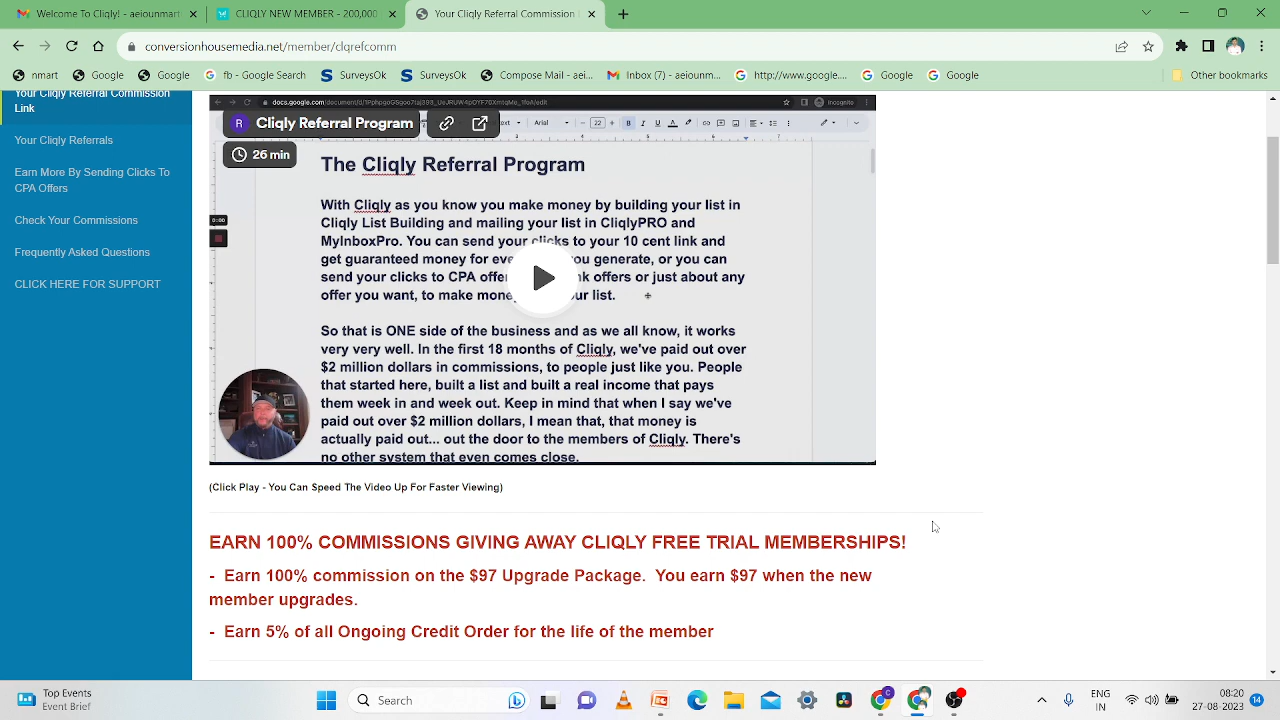 Welcome To Cliqly! - aeioumart
CLIQLY NEW MEMBER - 200,000
Your Cliqly Referral Commission
conversionly.net/member/cliqreferralcomm
nmart
Google
Google
fb - Google Search
SurveysOk
SurveysOk
Compose Mail - aei...
Inbox (7) - aeioum...
http://www.google...
Google
Google
Other bookmarks
Your Cliqly Referral Commission
Link
Your Cliqly Referrals
Earn More By Sending Clicks To
CPA Offers
Check Your Commissions
Frequently Asked Questions
CLICK HERE FOR SUPPORT
Incognito
R
Cliqly Referral Program
Arial
22
26 min
0:00
The Cliqly Referral Program
With Cliqly as you know you make money by building your list in
Cliqly List Building and mailing your list in CliqlyPRO and
MyInboxPro. You can send your clicks to your 10 cent link and
get guaranteed money for you generate, or you can
send your clicks to CPA offers or just about any
offer you want, to make list.
So that is ONE side of the business and as we all know, it works
very very well. In the first 18 months of Cliqly, we've paid out over
$2 million dollars in commissions, to people just like you. People
that started here, built a list and built a real income that pays
them week in and week out. Keep in mind that when I say we've
paid out over $2 million dollars, I mean that, that money is
actually paid out... out the door to the members of Cliqly. There's
no other system that even comes close.
(Click Play - You Can Speed The Video Up For Faster Viewing)
EARN 100% COMMISSIONS GIVING AWAY CLIQLY FREE TRIAL MEMBERSHIPS!
- Earn 100% commission on the $97 Upgrade Package. You earn $97 when the new
member upgrades.
- Earn 5% of all Ongoing Credit Order for the life of the member
Top Events
Event Brief
Search
ENG
IN
08:20
27-08-2023
14